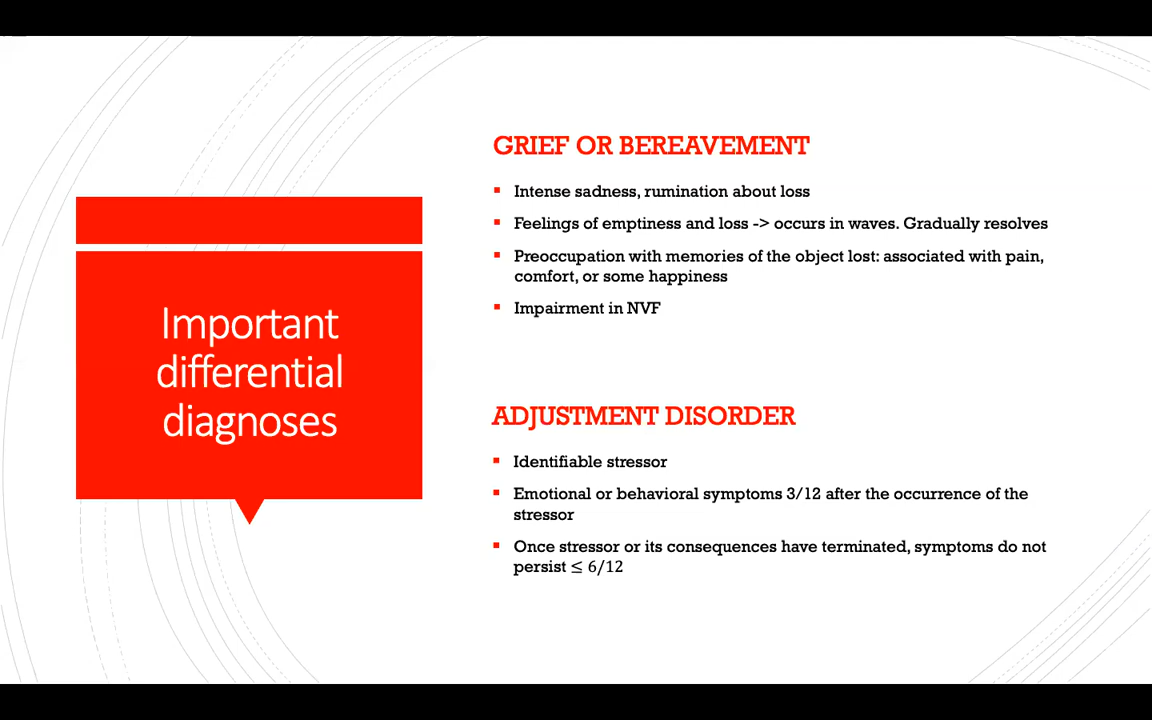 Important
differential
diagnoses
GRIEF OR BEREAVEMENT
▪ Intense sadness, rumination about loss
▪ Feelings of emptiness and loss -> occurs in waves. Gradually resolves
▪ Preoccupation with memories of the object lost: associated with pain,
comfort, or some happiness
▪ Impairment in NVF
ADJUSTMENT DISORDER
▪ Identifiable stressor
▪ Emotional or behavioral symptoms 3/12 after the occurrence of the
stressor
▪ Once stressor or its consequences have terminated, symptoms do not
persist ≤ 6/12